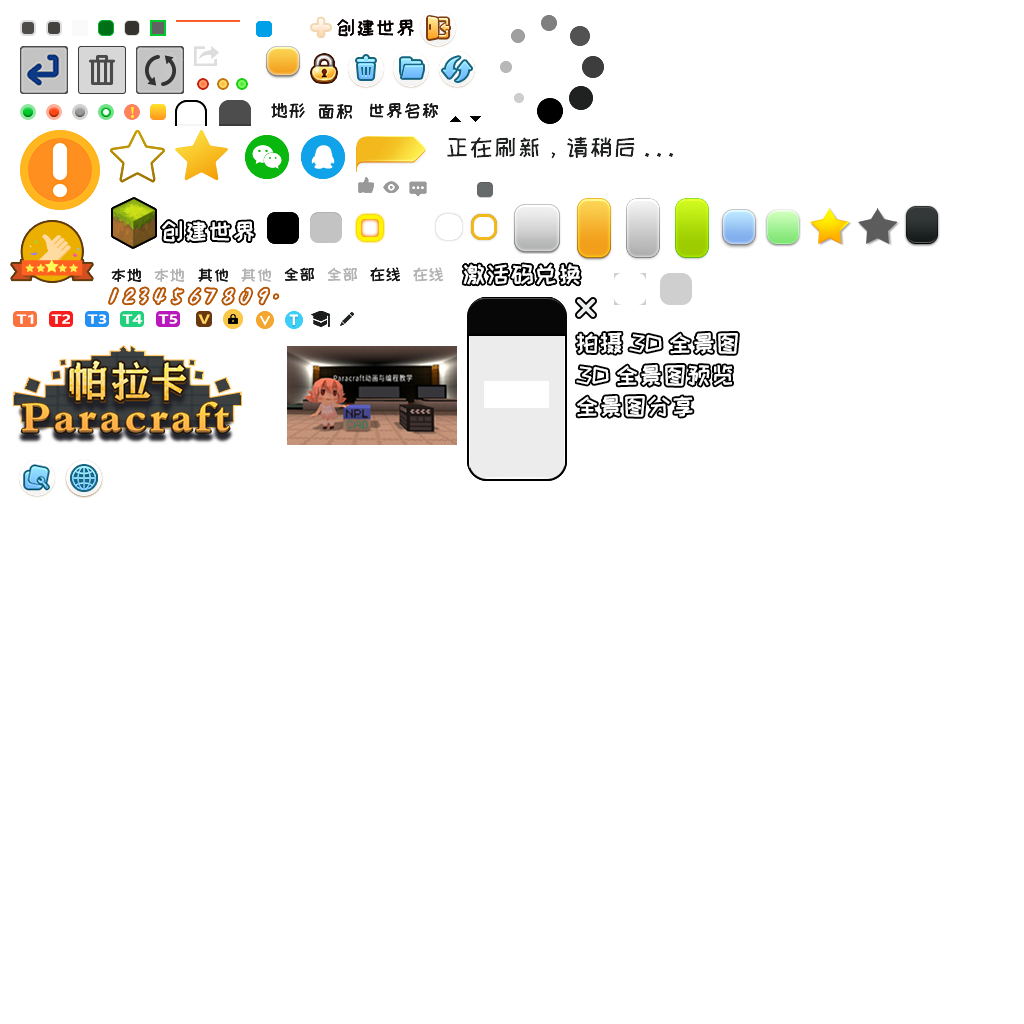 创建世界
地形 面积 世界名称
正在刷新，请稍后...
创建世界
本地 本地 其他 其他 全部 全部 在线 在线
激活码兑换
1234567809.
T1 T2 T3 T4 T5 V V T
拍摄 3D 全景图
3D 全景图预览
全景图分享
帕拉卡
Paracraft
Paracraft动画与编程教学
NPL